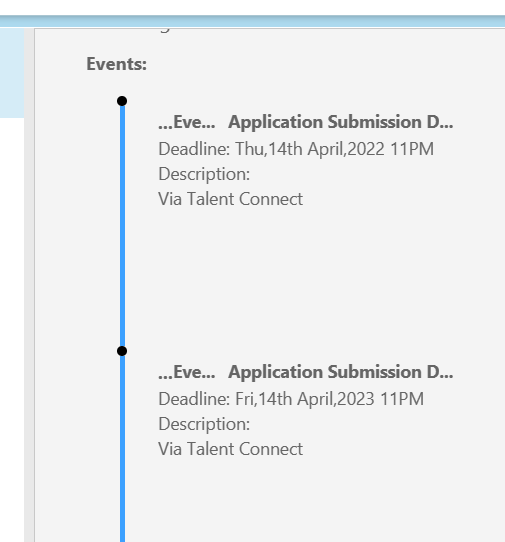 Events:
...Eve... Application Submission D...
Deadline: Thu,14th April,2022 11PM
Description:
Via Talent Connect
...Eve... Application Submission D...
Deadline: Fri,14th April,2023 11PM
Description:
Via Talent Connect